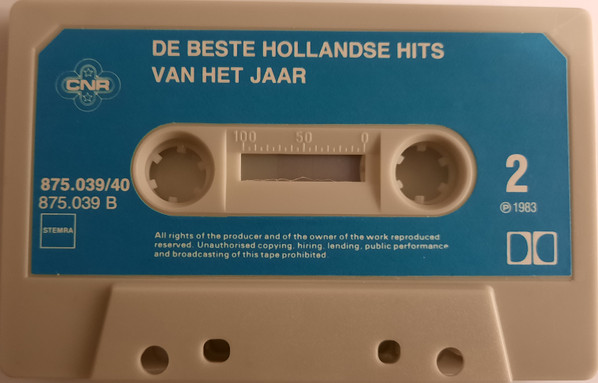 DE BESTE HOLLANDSE HITS
VAN HET JAAR
CNR
100 50 0
875.039/40
875.039 B
2
℗ 1983
STEMRA
All rights of the producer and of the owner of the work reproduced
reserved. Unauthorised copying, hiring, lending, public performance
and broadcasting of this tape prohibited.